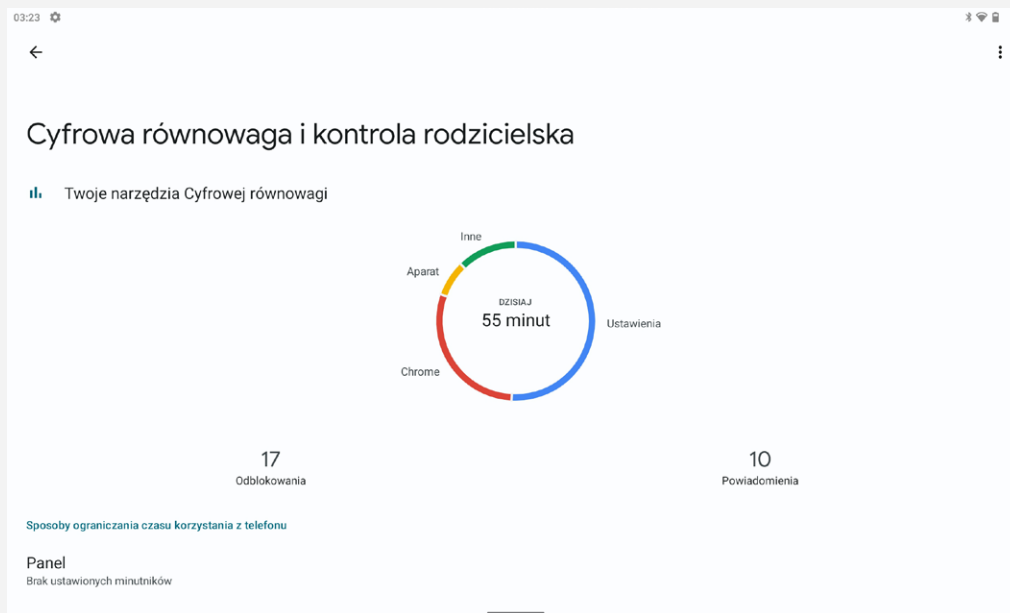 03:23
Cyfrowa równowaga i kontrola rodzicielska
Twoje narzędzia Cyfrowej równowagi
Inne
Aparat
DZISIAJ
55 minut
Ustawienia
Chrome
17
Odblokowania
10
Powiadomienia
Sposoby ograniczania czasu korzystania z telefonu
Panel
Brak ustawionych minutników